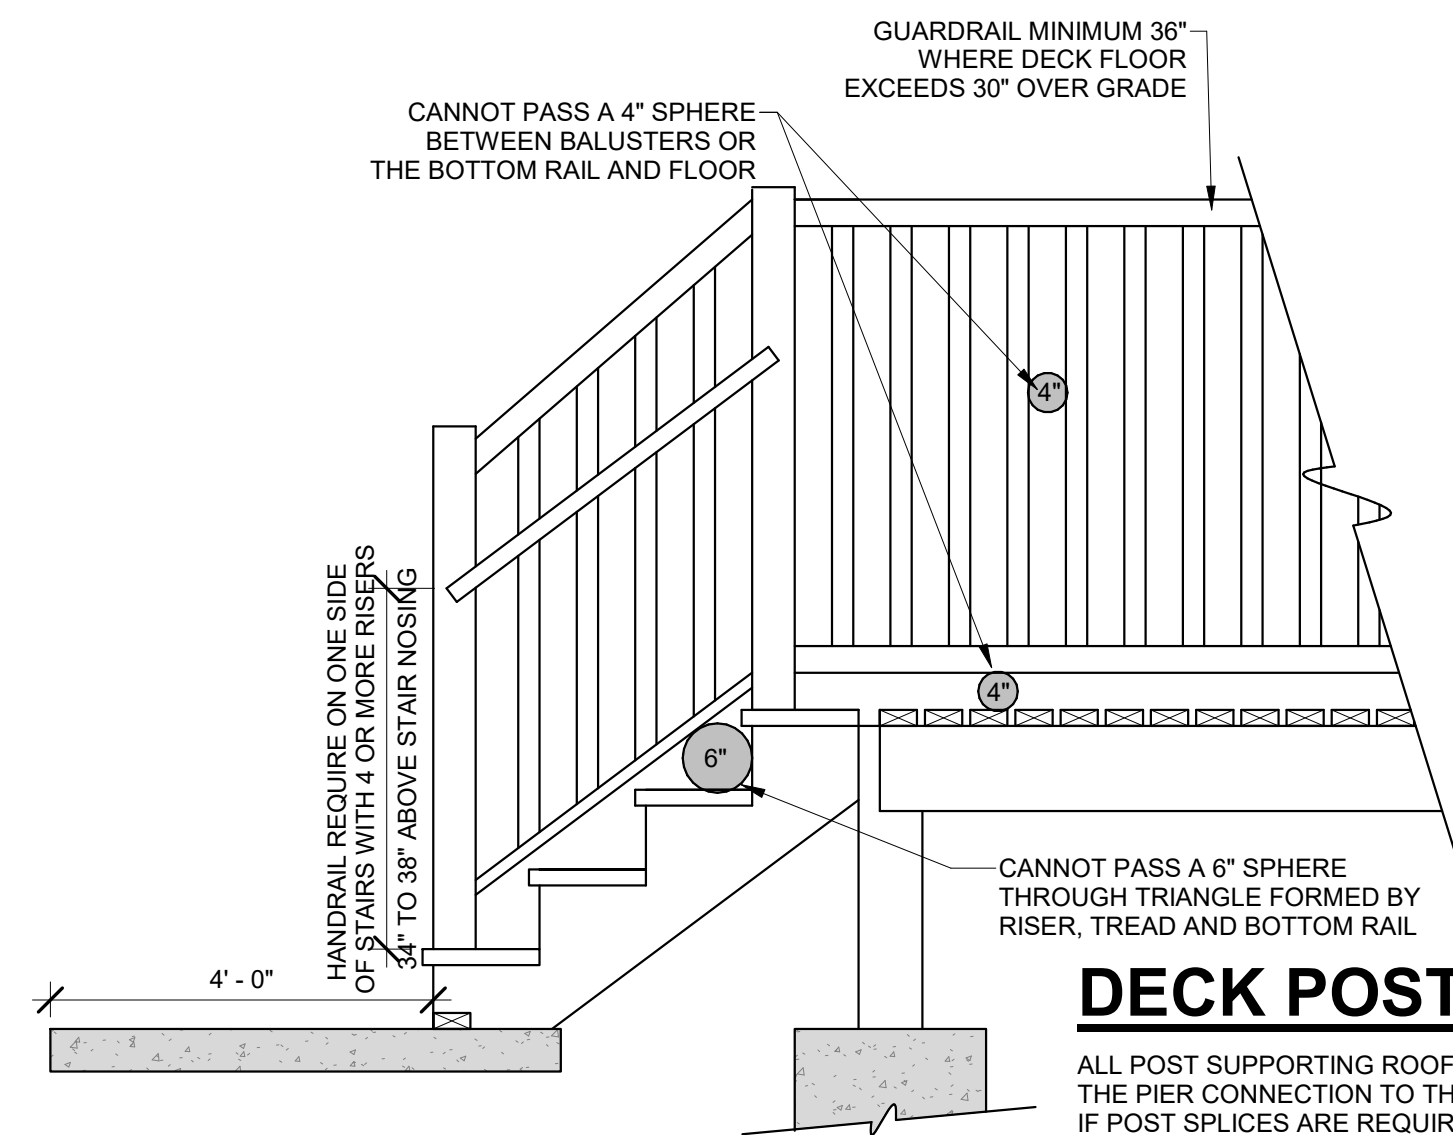 GUARDRAIL MINIMUM 36"
WHERE DECK FLOOR
EXCEEDS 30" OVER GRADE
CANNOT PASS A 4" SPHERE
BETWEEN BALUSTERS OR
THE BOTTOM RAIL AND FLOOR
4"
4"
6"
HANDRAIL REQUIRE ON ONE SIDE
OF STAIRS WITH 4 OR MORE RISERS
34" TO 38" ABOVE STAIR NOSING
CANNOT PASS A 6" SPHERE
THROUGH TRIANGLE FORMED BY
RISER, TREAD AND BOTTOM RAIL
4' - 0"
DECK POST
ALL POST SUPPORTING ROOF
THE PIER CONNECTION TO TH
IF POST SPLICES ARE REQUIR